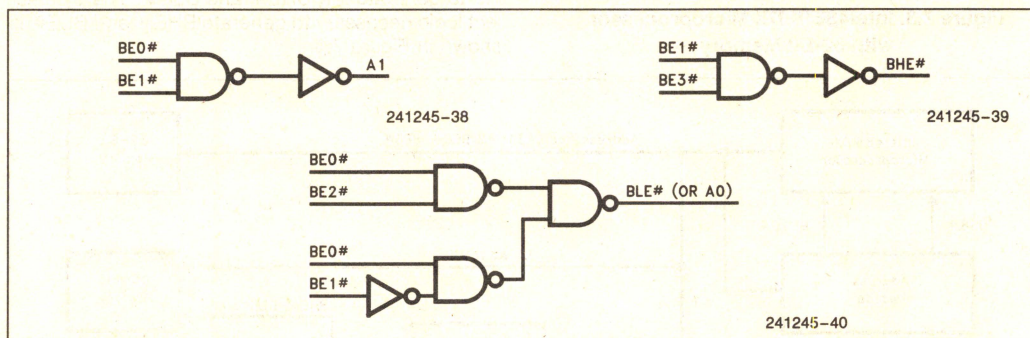 BE0#
BE1#
A1
241245-38
BE1#
BE3#
BHE#
241245-39
BE0#
BE2#
BLE# (OR A0)
BE0#
BE1#
241245-40